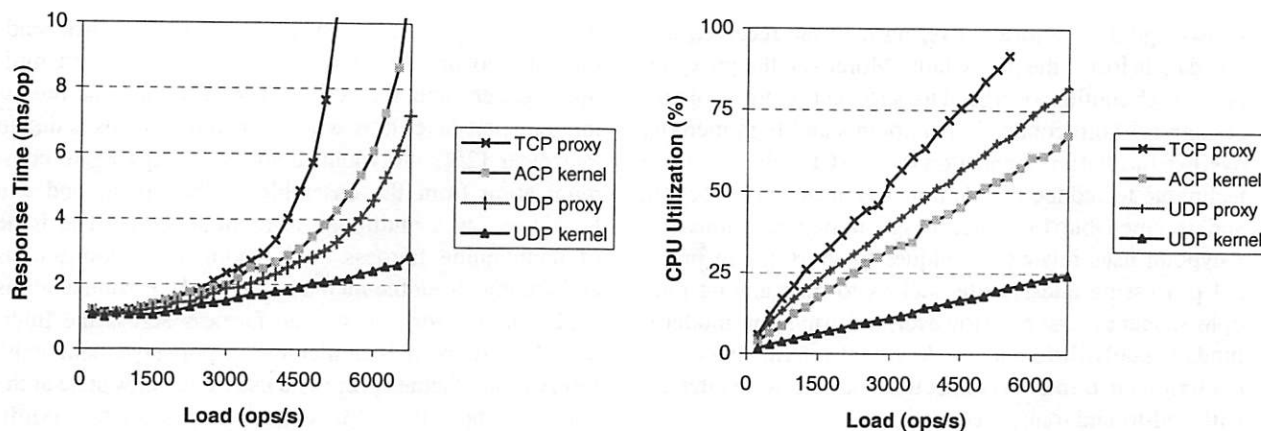 10
8
6
4
2
0
0
1500
3000
4500
6000
Response Time (ms/op)
Load (ops/s)
TCP proxy
ACP kernel
UDP proxy
UDP kernel
100
75
50
25
0
0
1500
3000
4500
6000
CPU Utilization (%)
Load (ops/s)
TCP proxy
ACP kernel
UDP proxy
UDP kernel